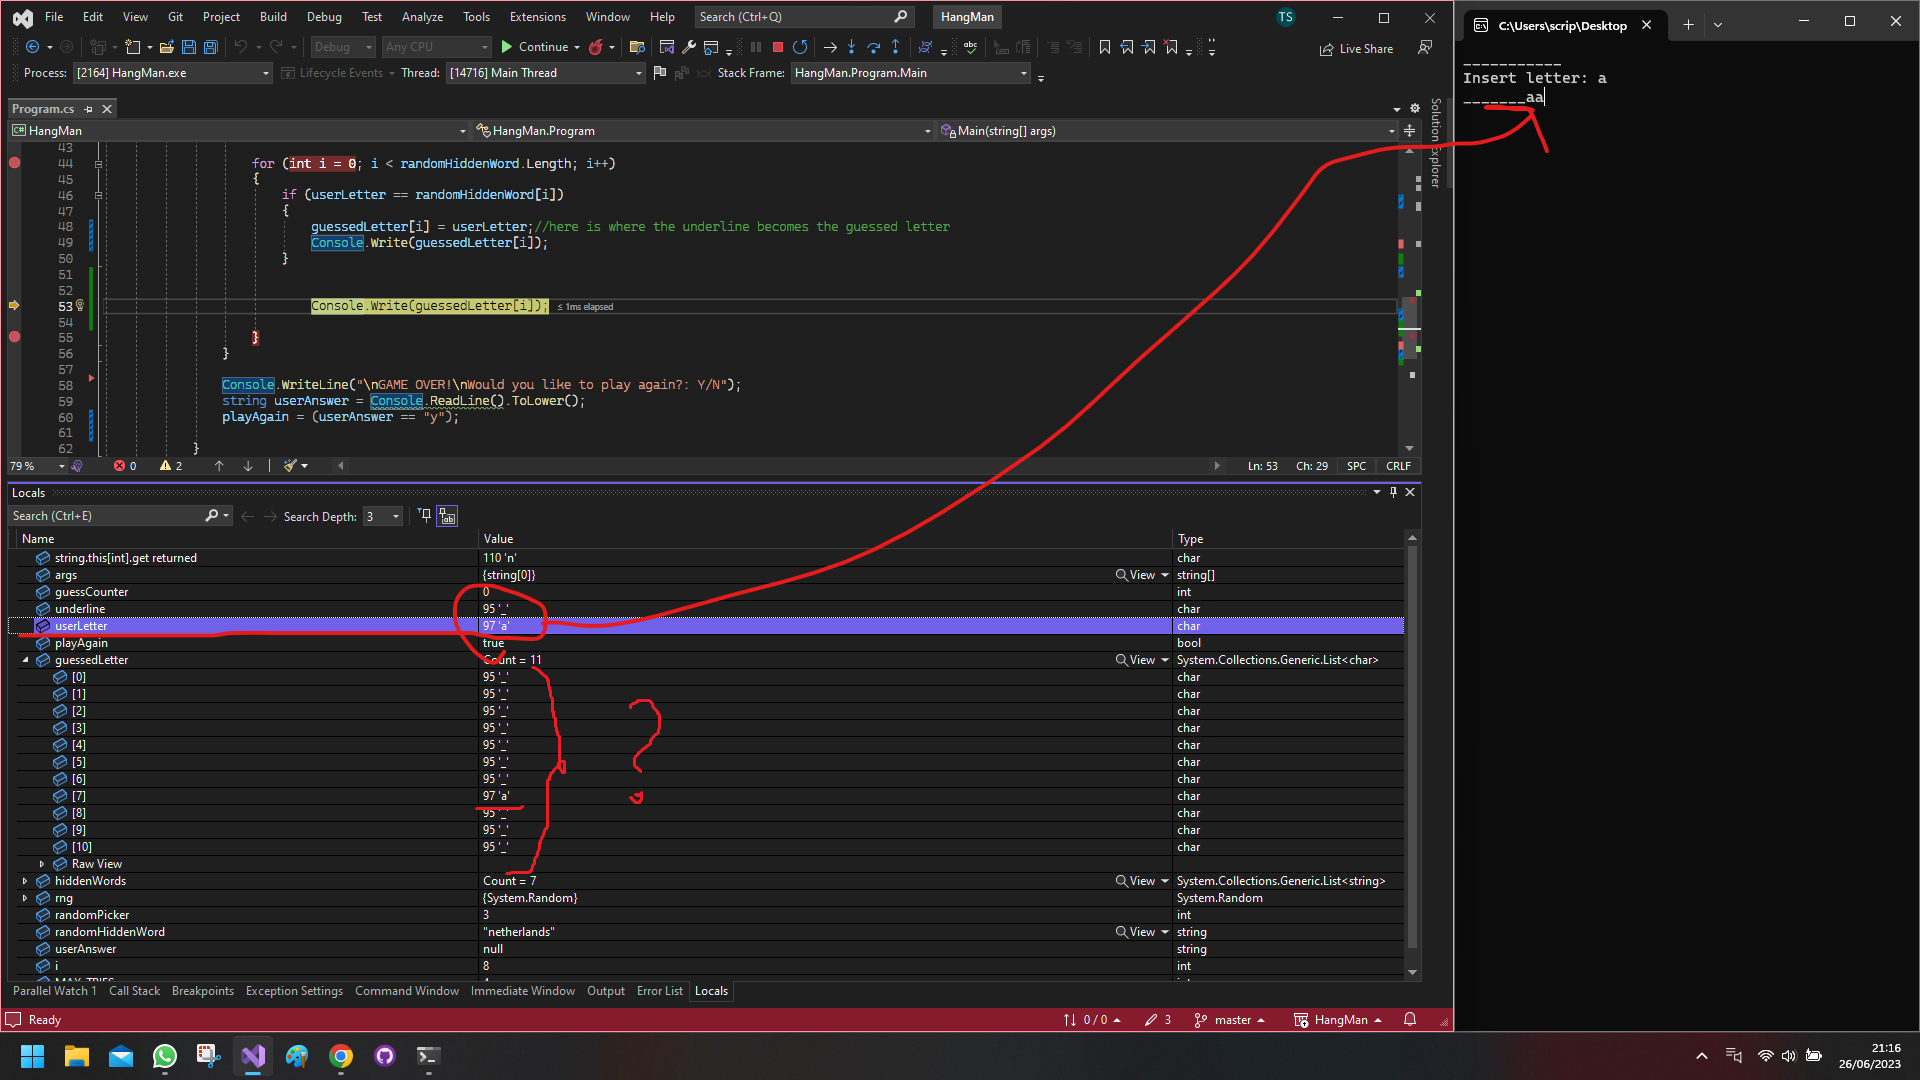 File Edit View Git Project Build Debug Test Analyze Tools Extensions Window Help Search (Ctrl+Q) HangMan TS
Debug Any CPU Continue Live Share
Process: [2164] HangMan.exe Lifecycle Events Thread: [14716] Main Thread Stack Frame: HangMan.Program.Main
Program.cs
HangMan HangMan.Program Main(string[] args)
43
44 for (int i = 0; i < randomHiddenWord.Length; i++)
45 {
46 if (userLetter == randomHiddenWord[i])
47 {
48 guessedLetter[i] = userLetter;//here is where the underline becomes the guessed letter
49 Console.Write(guessedLetter[i]);
50 }
51
52
53 Console.Write(guessedLetter[i]); ≤ 1ms elapsed
54
55 }
56 }
57
58 Console.WriteLine("\nGAME OVER!\nWould you like to play again?: Y/N");
59 string userAnswer = Console.ReadLine().ToLower();
60 playAgain = (userAnswer == "y");
61
62 }
79 % 0 2 Ln: 53 Ch: 29 SPC CRLF
Solution Explorer
Locals
Search (Ctrl+E) Search Depth: 3
Name Value Type
string.this[int].get returned 110 'n' char
args {string[0]} View string[]
guessCounter 0 int
underline 95 '_' char
userLetter 97 'a' char
playAgain true bool
guessedLetter Count = 11 View System.Collections.Generic.List<char>
[0] 95 '_' char
[1] 95 '_' char
[2] 95 '_' char
[3] 95 '_' char
[4] 95 '_' char
[5] 95 '_' char
[6] 95 '_' char
[7] 97 'a' char
[8] 95 '_' char
[9] 95 '_' char
[10] 95 '_' char
?
Raw View
hiddenWords Count = 7 View System.Collections.Generic.List<string>
rng {System.Random} System.Random
randomPicker 3 int
randomHiddenWord "netherlands" View string
userAnswer null string
i 8 int
Parallel Watch 1 Call Stack Breakpoints Exception Settings Command Window Immediate Window Output Error List Locals
Ready 0 / 0 3 master HangMan
C:\Users\scrip\Desktop
___________
Insert letter: a
_______aa
21:16
26/06/2023